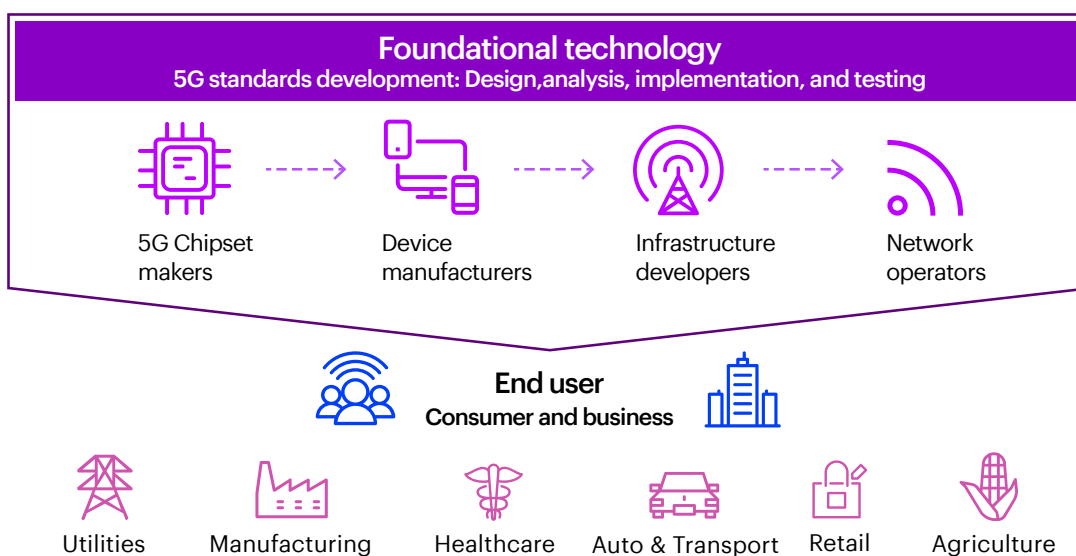 Foundational technology
5G standards development: Design,analysis, implementation, and testing
5G Chipset
makers
Device
manufacturers
Infrastructure
developers
Network
operators
End user
Consumer and business
Utilities
Manufacturing
Healthcare
Auto & Transport
Retail
Agriculture